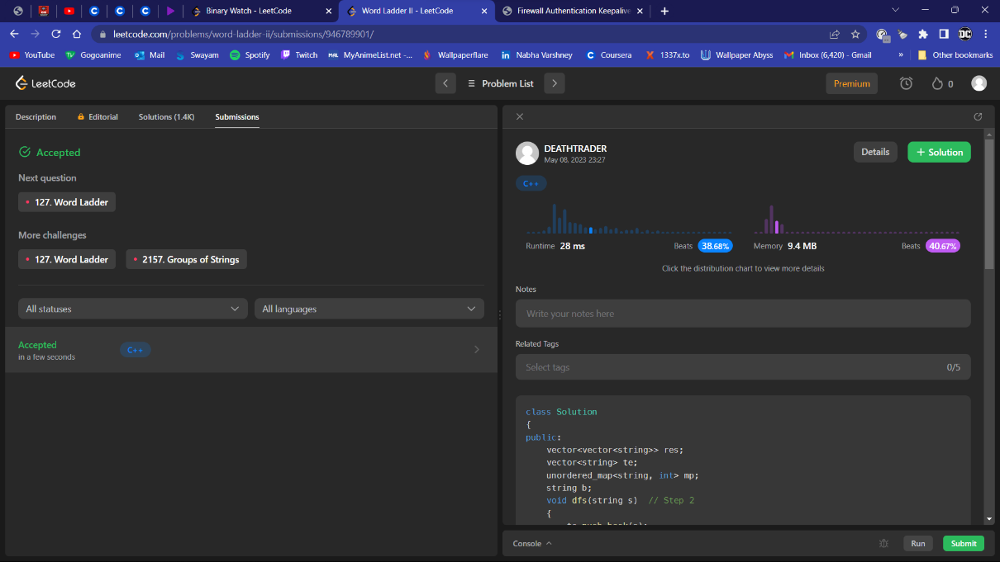 Binary Watch - LeetCode
Word Ladder II - LeetCode
Firewall Authentication Keepalive
leetcode.com/problems/word-ladder-ii/submissions/946789901/
DC
YouTube
Gogoanime
Mail
Swayam
Spotify
Twitch
MAL MyAnimeList.net -...
Wallpaperflare
Nabha Varshney
Coursera
1337x.to
Wallpaper Abyss
Inbox (6,420) - Gmail
»
Other bookmarks
LeetCode
Problem List
Premium
0
Description
Editorial
Solutions (1.4K)
Submissions
Accepted
Next question
127. Word Ladder
More challenges
127. Word Ladder
2157. Groups of Strings
All statuses
All languages
Accepted
in a few seconds
C++
DEATHTRADER
May 08, 2023 23:27
Details
+ Solution
C++
Runtime 28 ms
Beats 38.68%
Memory 9.4 MB
Beats 40.67%
Click the distribution chart to view more details
Notes
Write your notes here
Related Tags
Select tags
0/5
class Solution
{
public:
vector<vector<string>> res;
vector<string> te;
unordered_map<string, int> mp;
string b;
void dfs(string s) // Step 2
{
te.push_back(s);
Console
Run
Submit